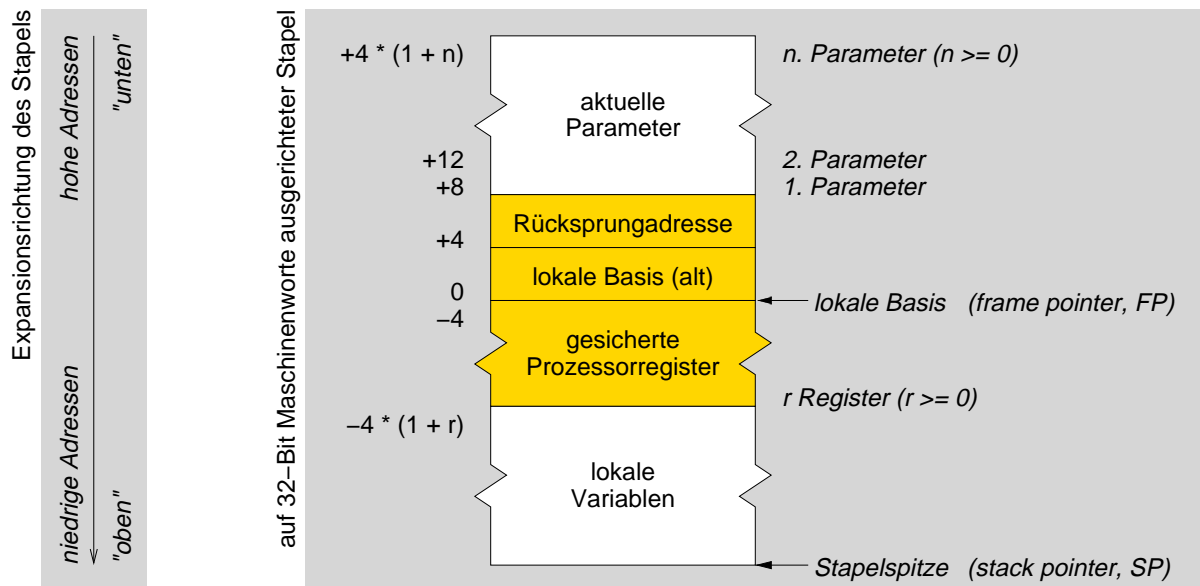 Expansionsrichtung des Stapels
hohe Adressen
niedrige Adressen
"unten"
"oben"
auf 32−Bit Maschinenworte ausgerichteter Stapel
+4 * (1 + n)
n. Parameter (n >= 0)
aktuelle
Parameter
+12
2. Parameter
+8
1. Parameter
Rücksprungadresse
+4
lokale Basis (alt)
0
lokale Basis (frame pointer, FP)
−4
gesicherte
Prozessorregister
r Register (r >= 0)
−4 * (1 + r)
lokale
Variablen
Stapelspitze (stack pointer, SP)